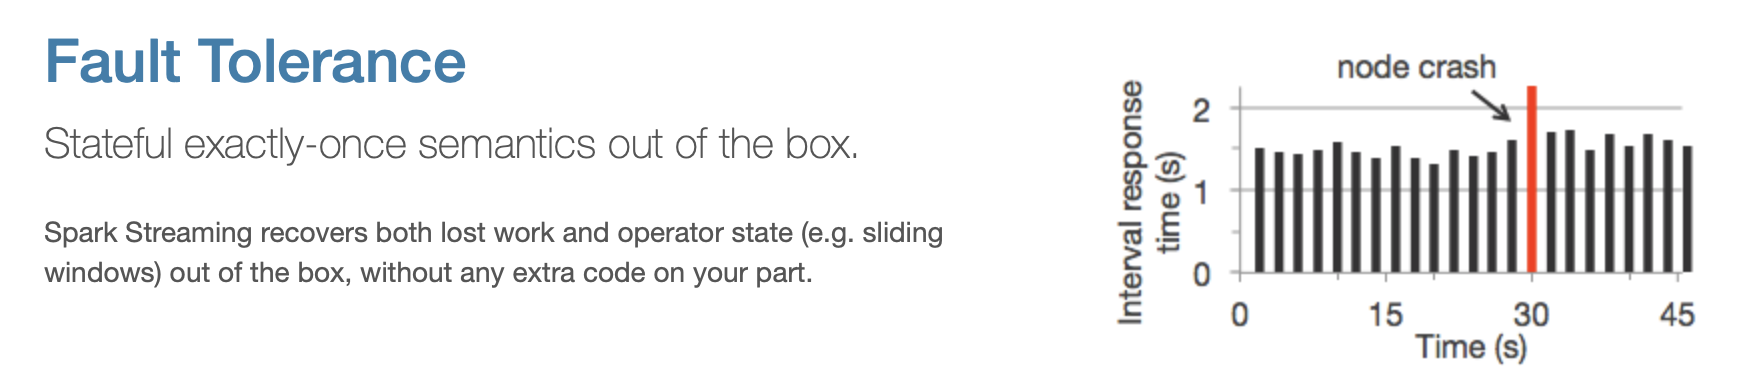 Fault Tolerance
Stateful exactly-once semantics out of the box.
Spark Streaming recovers both lost work and operator state (e.g. sliding
windows) out of the box, without any extra code on your part.
node crash
Interval response
time (s)
2
1
0
0 15 30 45
Time (s)